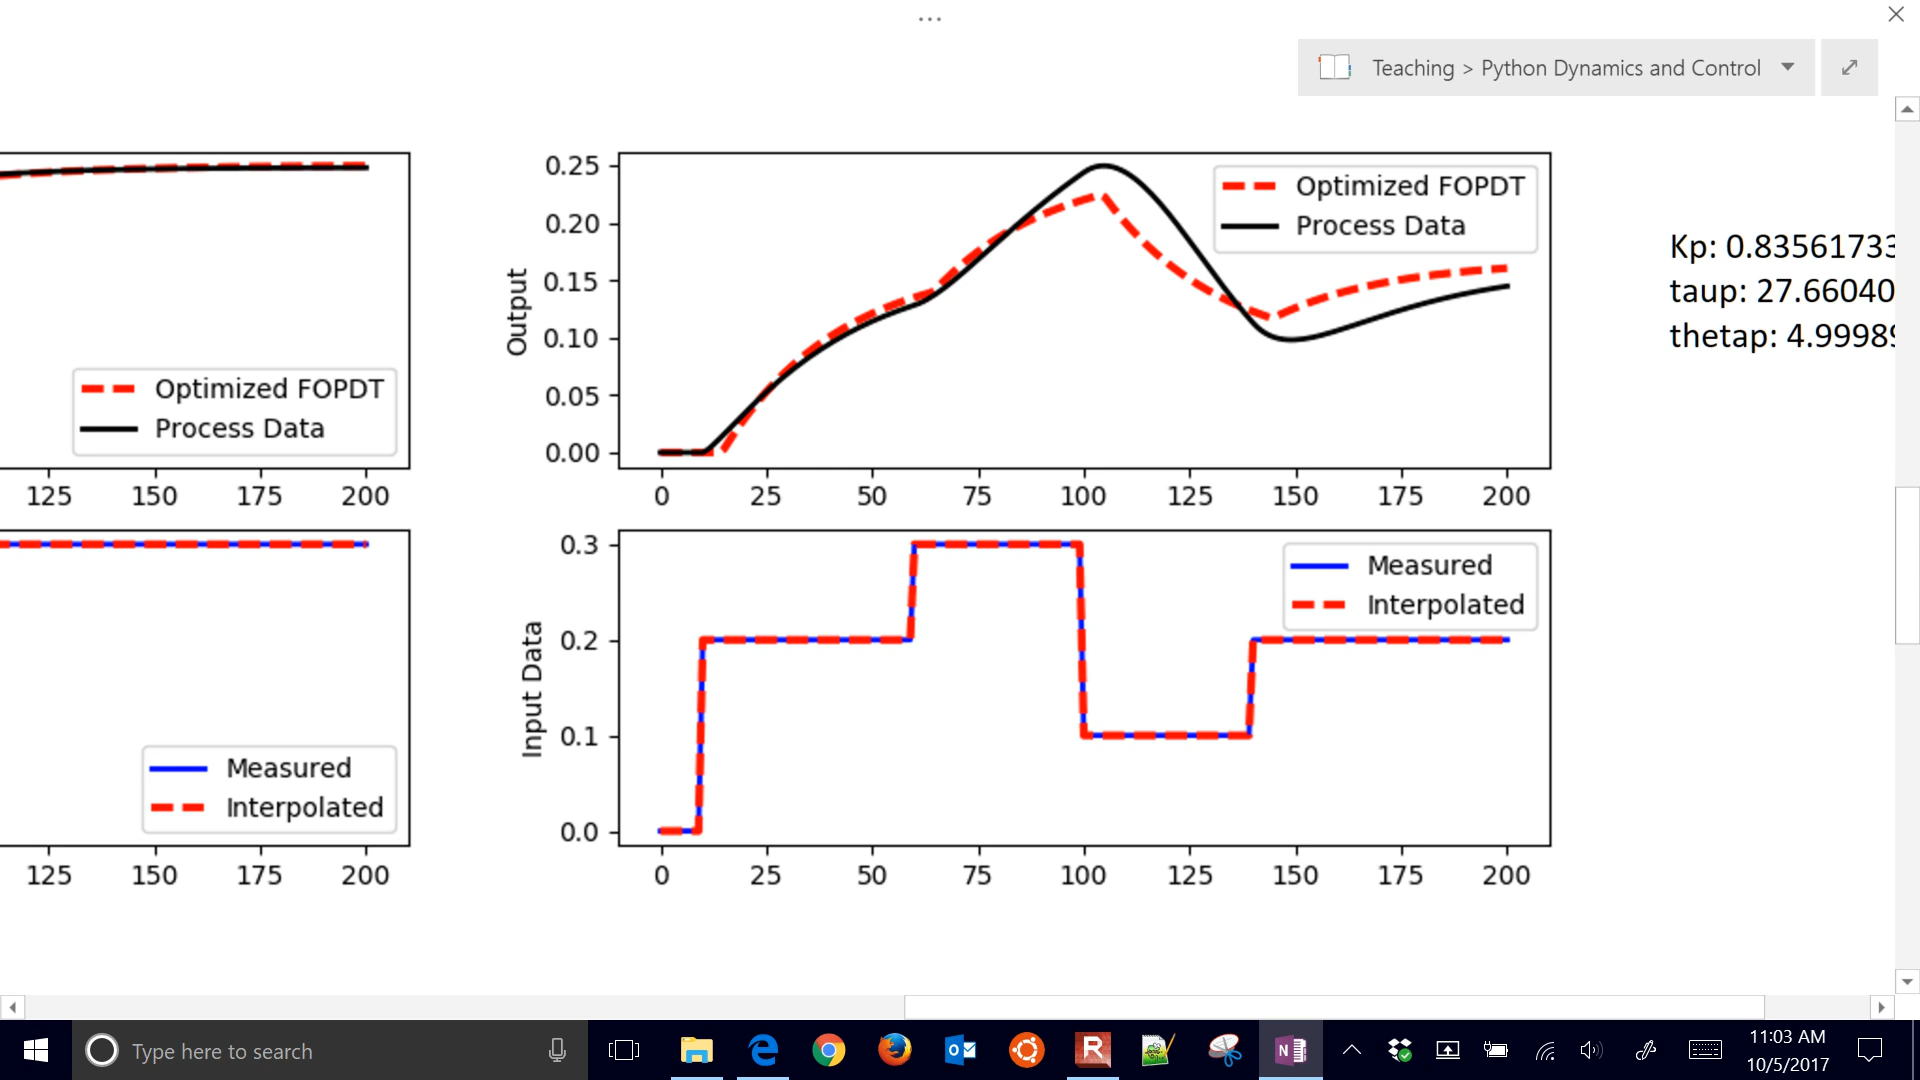 Teaching > Python Dynamics and Control
Optimized FOPDT
Process Data
125 150 175 200
Measured
Interpolated
125 150 175 200
Output
0.25
0.20
0.15
0.10
0.05
0.00
Optimized FOPDT
Process Data
0 25 50 75 100 125 150 175 200
Input Data
0.3
0.2
0.1
0.0
Measured
Interpolated
0 25 50 75 100 125 150 175 200
Kp: 0.83561733
taup: 27.66040
thetap: 4.99989
Type here to search
11:03 AM
10/5/2017